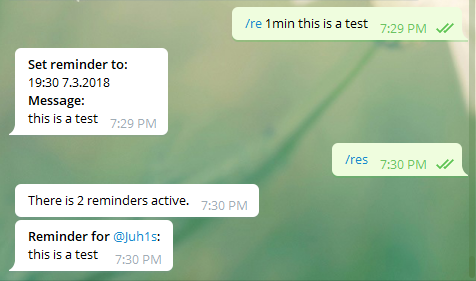 /re 1min this is a test 7:29 PM
Set reminder to:
19:30 7.3.2018
Message:
this is a test 7:29 PM
/res 7:30 PM
There is 2 reminders active. 7:30 PM
Reminder for @Juh1s:
this is a test 7:30 PM